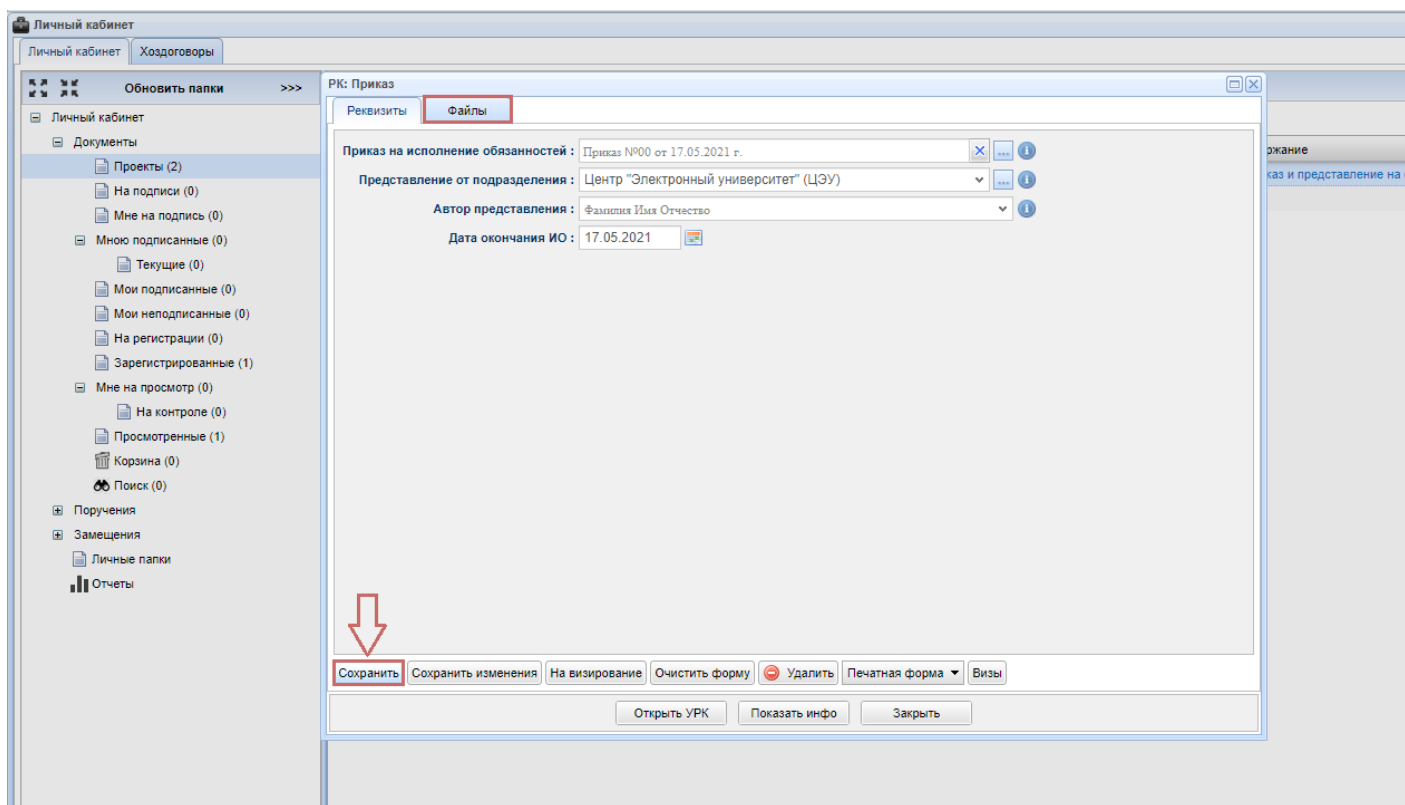 Личный кабинет
Личный кабинет
Хоздоговоры
Обновить папки >>>
Личный кабинет
Документы
Проекты (2)
На подписи (0)
Мне на подпись (0)
Мною подписанные (0)
Текущие (0)
Мои подписанные (0)
Мои неподписанные (0)
На регистрации (0)
Зарегистрированные (1)
Мне на просмотр (0)
На контроле (0)
Просмотренные (1)
Корзина (0)
Поиск (0)
Поручения
Замещения
Личные папки
Отчеты
РК: Приказ
Реквизиты
Файлы
Приказ на исполнение обязанностей : Приказ №00 от 17.05.2021 г. ...
Представление от подразделения : Центр "Электронный университет" (ЦЭУ) ...
Автор представления : Фамилия Имя Отчество
Дата окончания ИО : 17.05.2021
Сохранить Сохранить изменения На визирование Очистить форму Удалить Печатная форма Визы
Открыть УРК Показать инфо Закрыть
ржание
каз и представление на